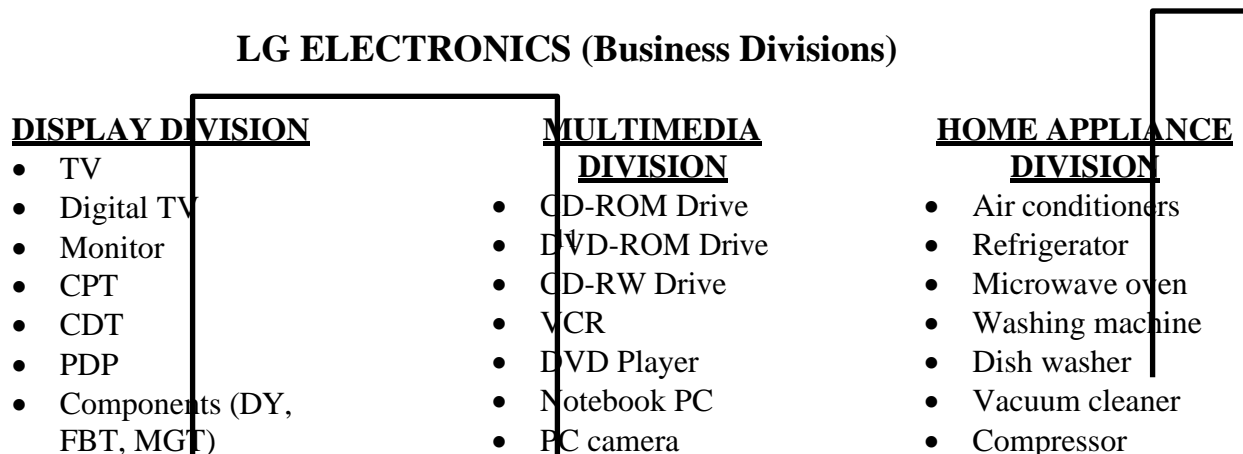 LG ELECTRONICS (Business Divisions)
DISPLAY DIVISION
• TV
• Digital TV
• Monitor
• CPT
• CDT
• PDP
• Components (DY,
FBT, MGT)
MULTIMEDIA
DIVISION
• CD-ROM Drive
• DVD-ROM Drive
• CD-RW Drive
• VCR
• DVD Player
• Notebook PC
• PC camera
HOME APPLIANCE
DIVISION
• Air conditioners
• Refrigerator
• Microwave oven
• Washing machine
• Dish washer
• Vacuum cleaner
• Compressor